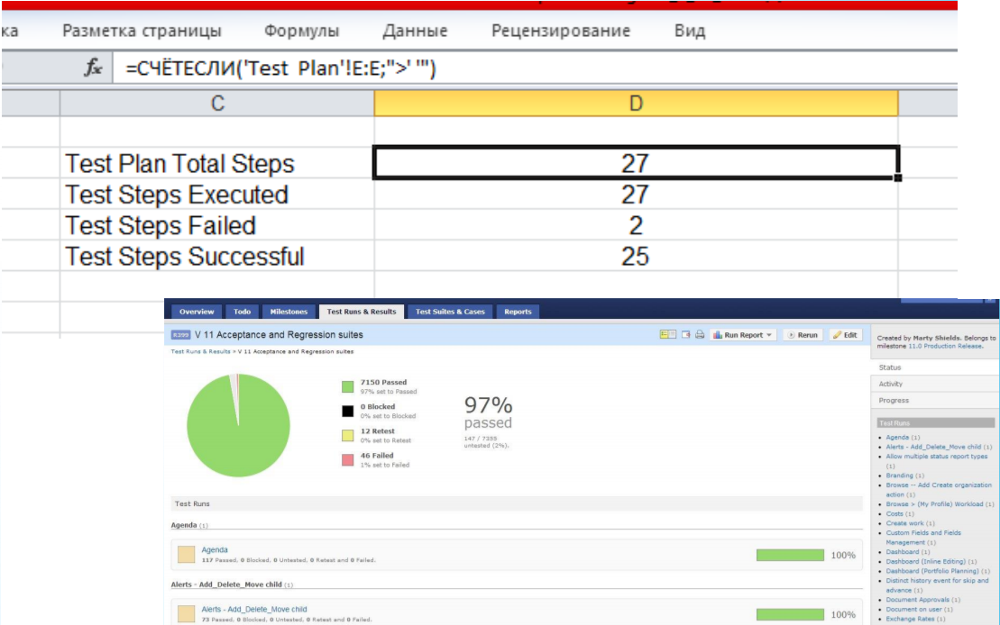 ка Разметка страницы Формулы Данные Рецензирование Вид
fx =СЧЁТЕСЛИ('Test Plan'!E:E;">' '")
C D
Test Plan Total Steps 27
Test Steps Executed 27
Test Steps Failed 2
Test Steps Successful 25
Overview Todo Milestones Test Runs & Results Test Suites & Cases Reports
R399 V 11 Acceptance and Regression suites Run Report Rerun Edit
Test Runs & Results > V 11 Acceptance and Regression suites
7150 Passed
97% set to Passed
0 Blocked
0% set to Blocked
12 Retest
0% set to Retest
46 Failed
1% set to Failed
97%
passed
147 / 7355
untested (2%).
Test Runs
Agenda (1)
Agenda
117 Passed, 0 Blocked, 0 Untested, 0 Retest and 0 Failed.
100%
Alerts - Add_Delete_Move child (1)
Alerts - Add_Delete_Move child
73 Passed, 0 Blocked, 0 Untested, 0 Retest and 0 Failed.
100%
Created by Marty Shields. Belongs to
milestone 11.0 Production Release.
Status
Activity
Progress
Test Runs
Agenda (1)
Alerts - Add_Delete_Move child (1)
Allow multiple status report types
(1)
Branding (1)
Browse -- Add Create organization
action (1)
Browse > (My Profile) Workload (1)
Costs (1)
Create work (1)
Custom Fields and Fields
Management (1)
Dashboard (1)
Dashboard (Inline Editing) (1)
Dashboard (Portfolio Planning) (1)
Distinct history event for skip and
advance (1)
Document Approvals (1)
Document on user (1)
Exchange Rates (1)